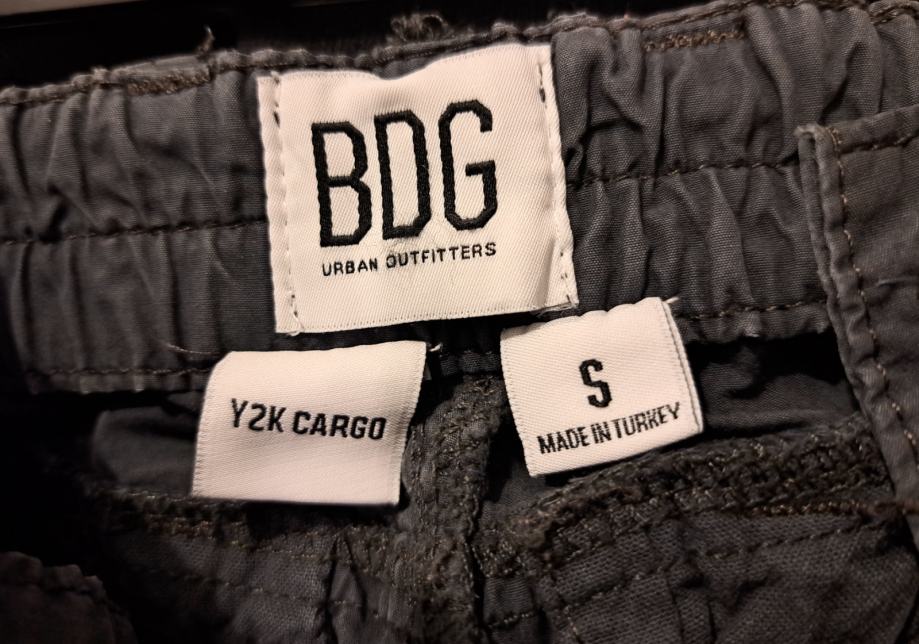 BDG
URBAN OUTFITTERS
Y2K CARGO
S
MADE IN TURKEY